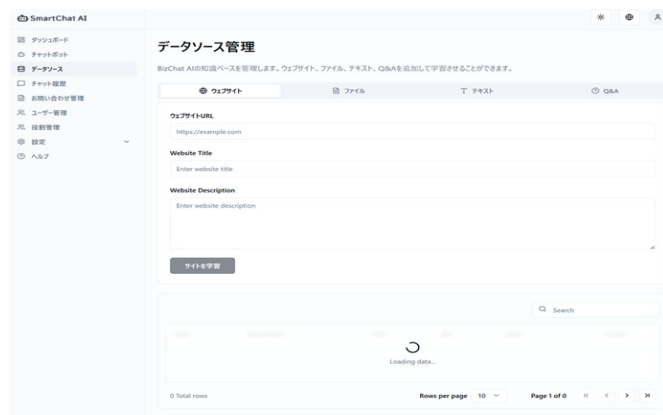 SmartChat AI
ダッシュボード
チャットボット
データソース
チャット履歴
お問い合わせ管理
ユーザー管理
役割管理
設定
ヘルプ
データソース管理
BizChat AIの知識ベースを管理します。ウェブサイト、ファイル、テキスト、Q&Aを追加して学習させることができます。
ウェブサイト ファイル テキスト Q&A
ウェブサイトURL
https://example.com
Website Title
Enter website title
Website Description
Enter website description
サイトを学習
Search
Loading data...
0 Total rows Rows per page 10 Page 1 of 0